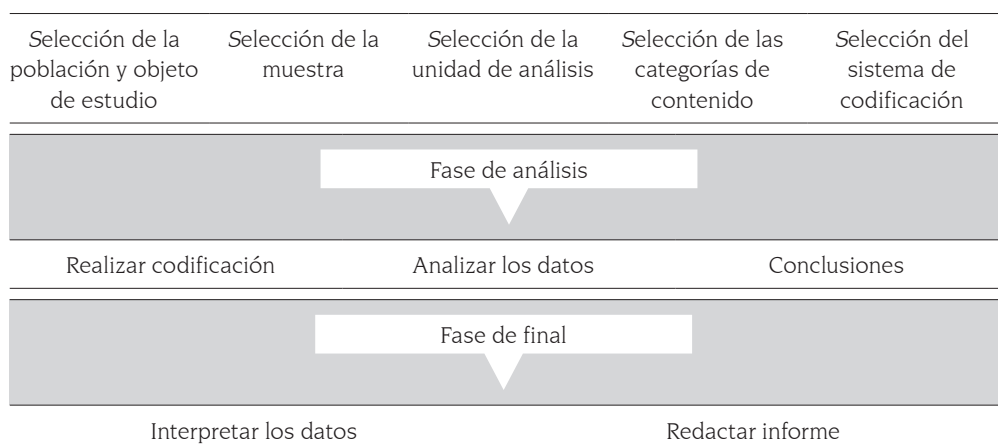 Selección de la
población y objeto
de estudio
Selección de la
muestra
Selección de la
unidad de análisis
Selección de las
categorías de
contenido
Selección del
sistema de
codificación
Fase de análisis
Realizar codificación
Analizar los datos
Conclusiones
Fase de final
Interpretar los datos
Redactar informe